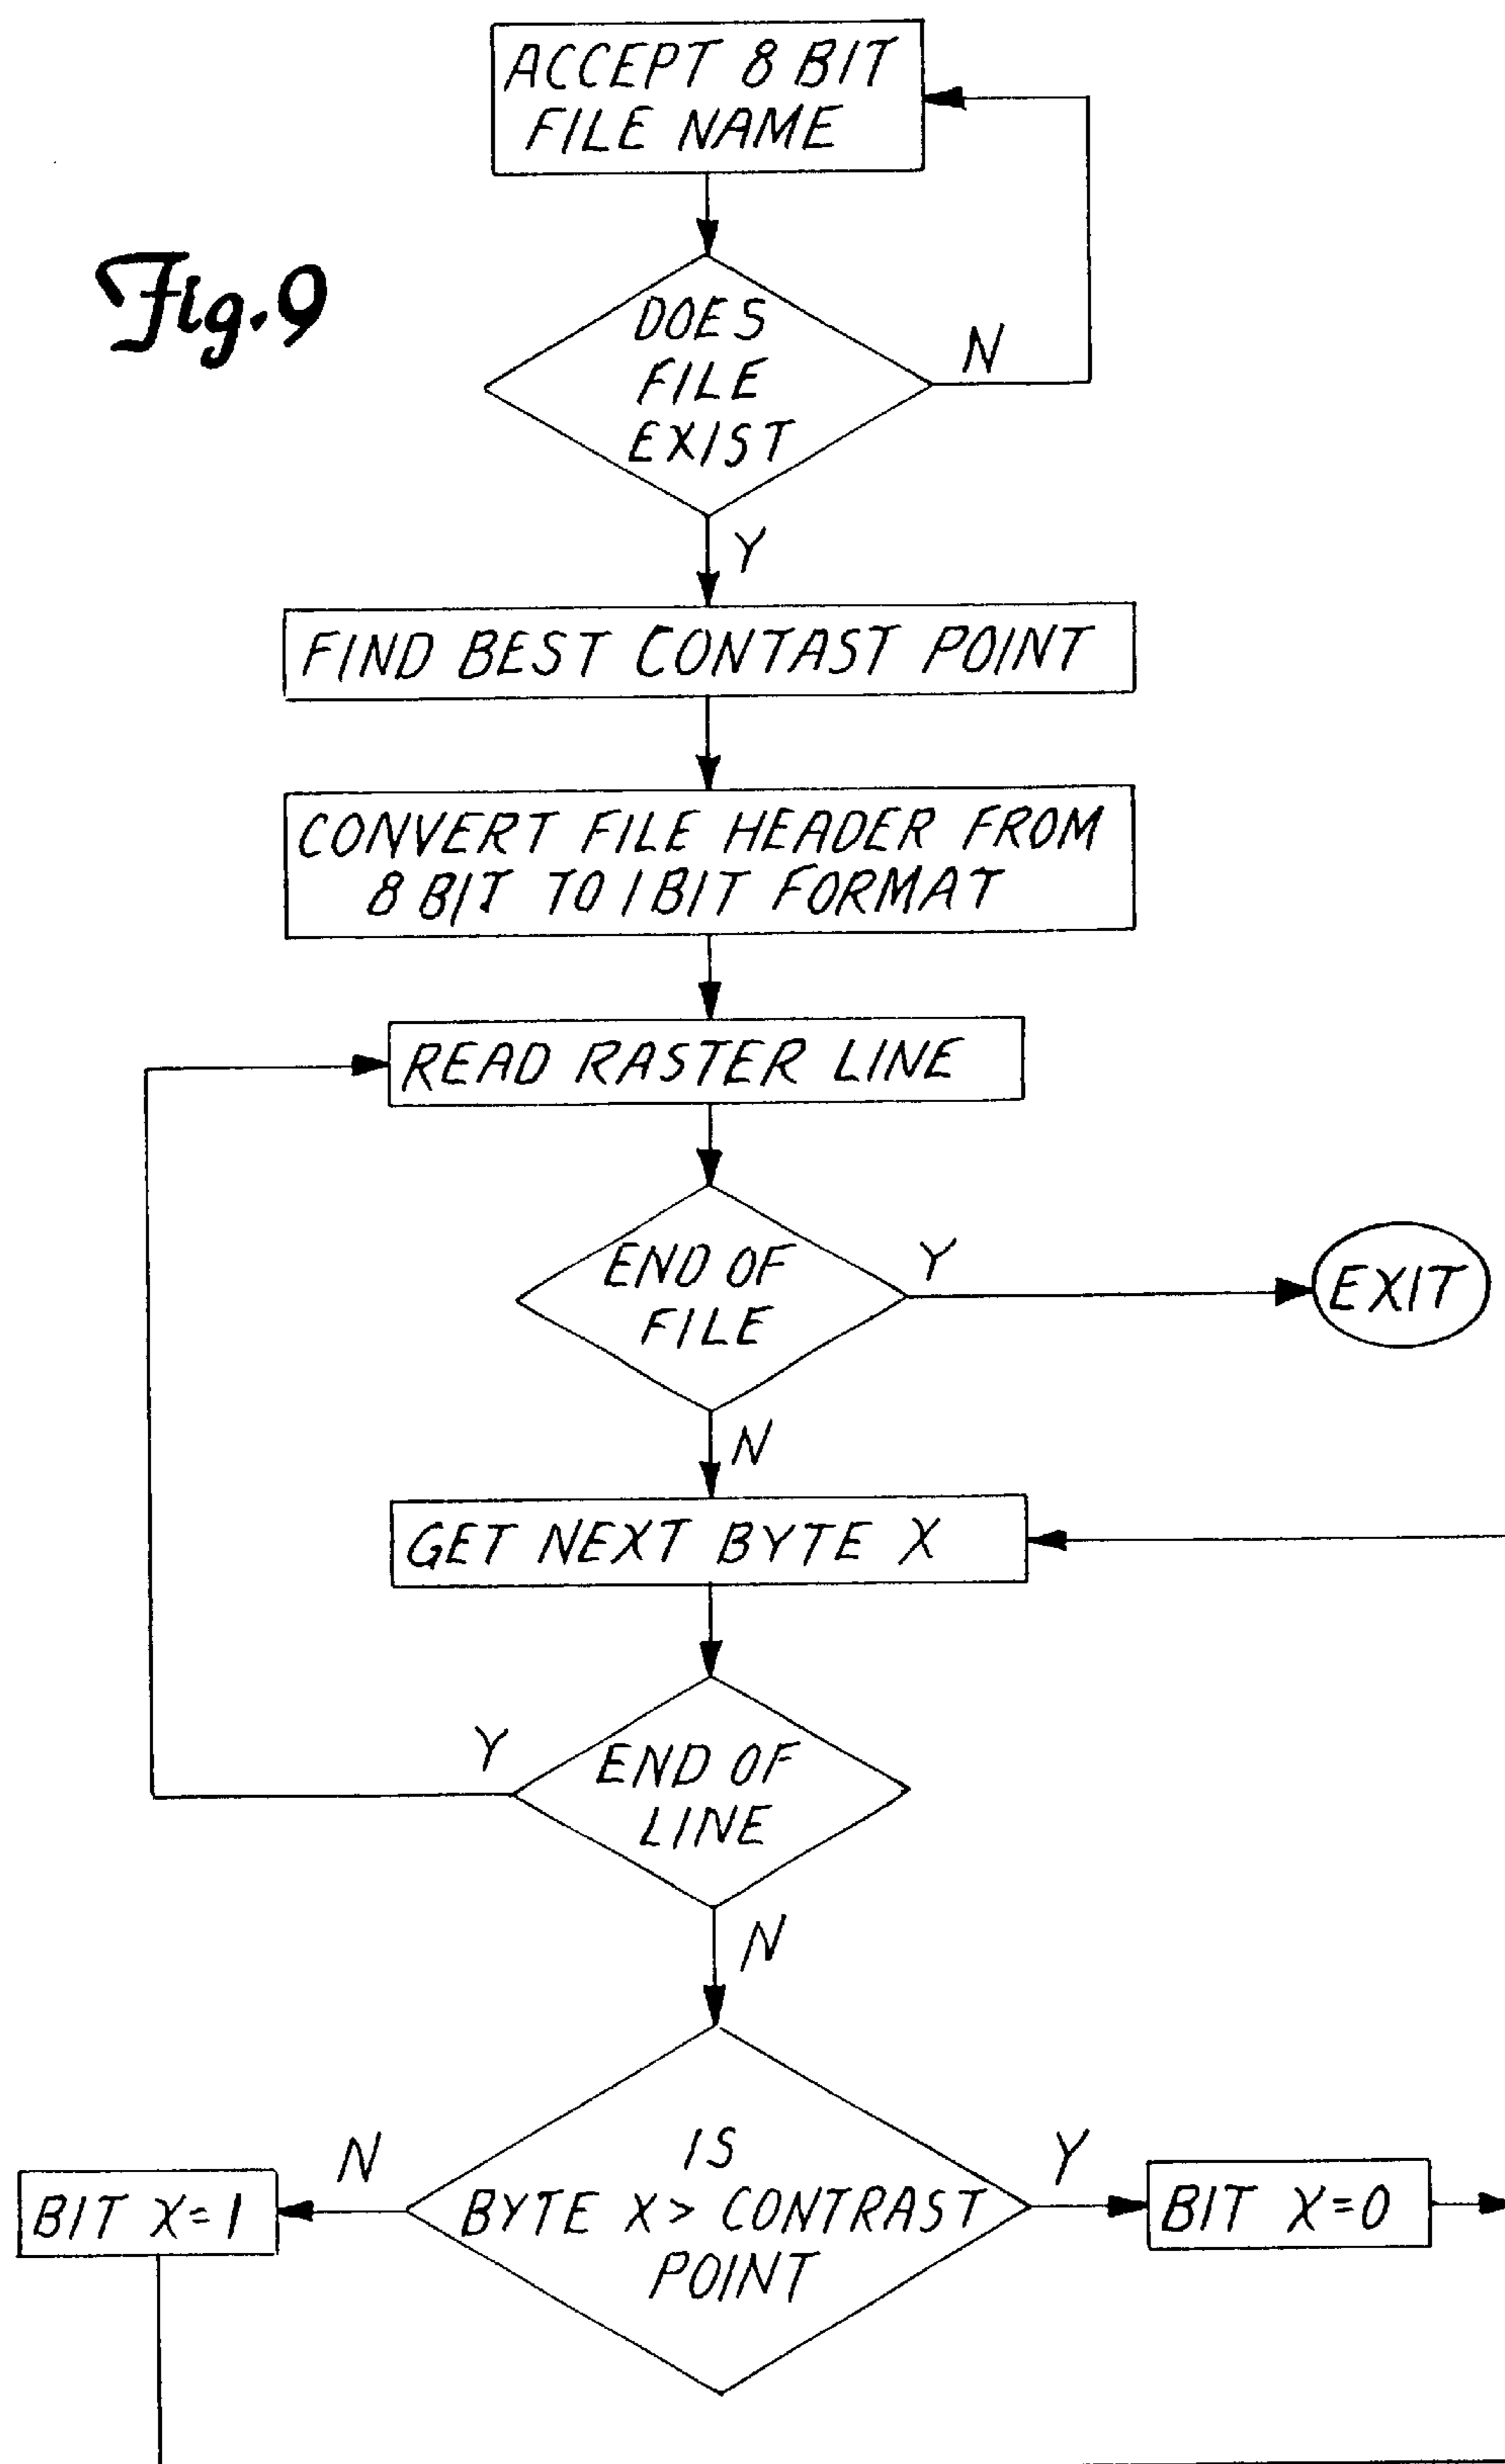 ACCEPT 8 BIT
FILE NAME
Fig. 9
DOES
FILE
EXIST
N
Y
FIND BEST CONTAST POINT
CONVERT FILE HEADER FROM
8 BIT TO 1 BIT FORMAT
READ RASTER LINE
END OF
FILE
Y
EXIT
N
GET NEXT BYTE X
END OF
LINE
Y
N
IS
BYTE X > CONTRAST
POINT
N
BIT X=1
Y
BIT X=0